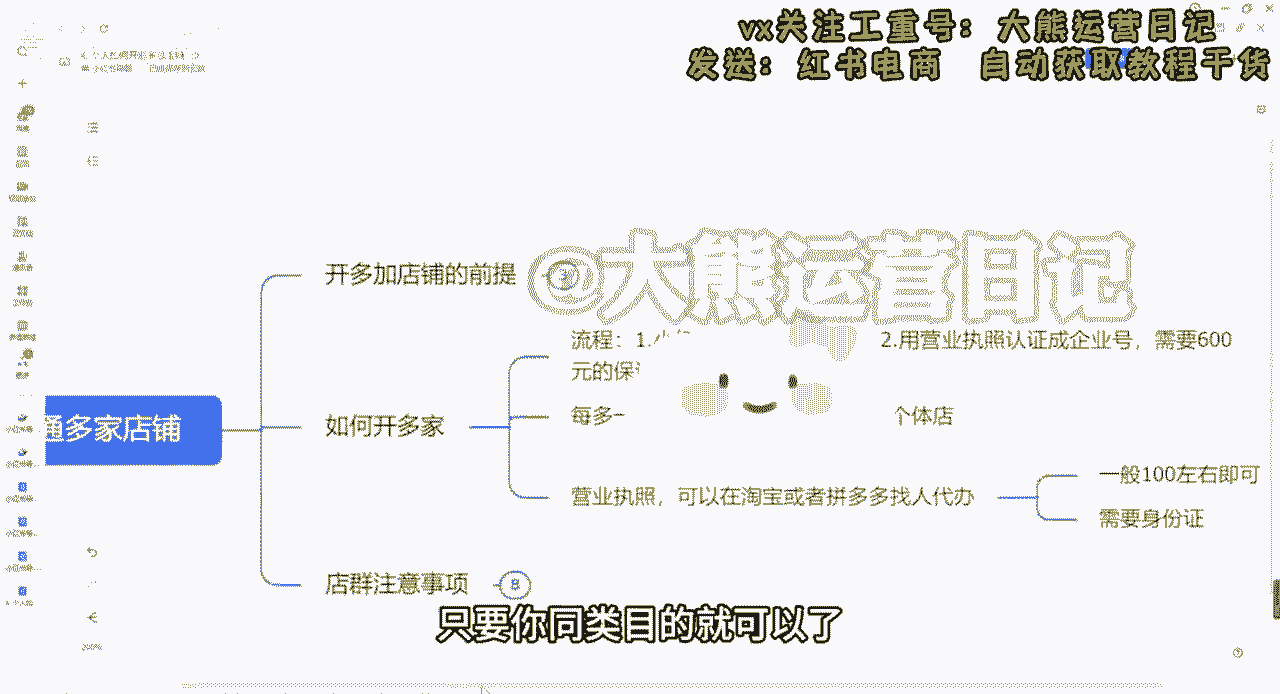 vx关注工重号：大熊运营日记
发送：红书电商 自动获取教程干货
@大熊运营日记
开多加店铺的前提 3
流程：1. 2.用营业执照认证成企业号，需要600
元的保
通多家店铺
如何开多家
每多一 个体店
营业执照，可以在淘宝或者拼多多找人代办
一般100左右即可
需要身份证
店群注意事项 8
只要你同类目的就可以了